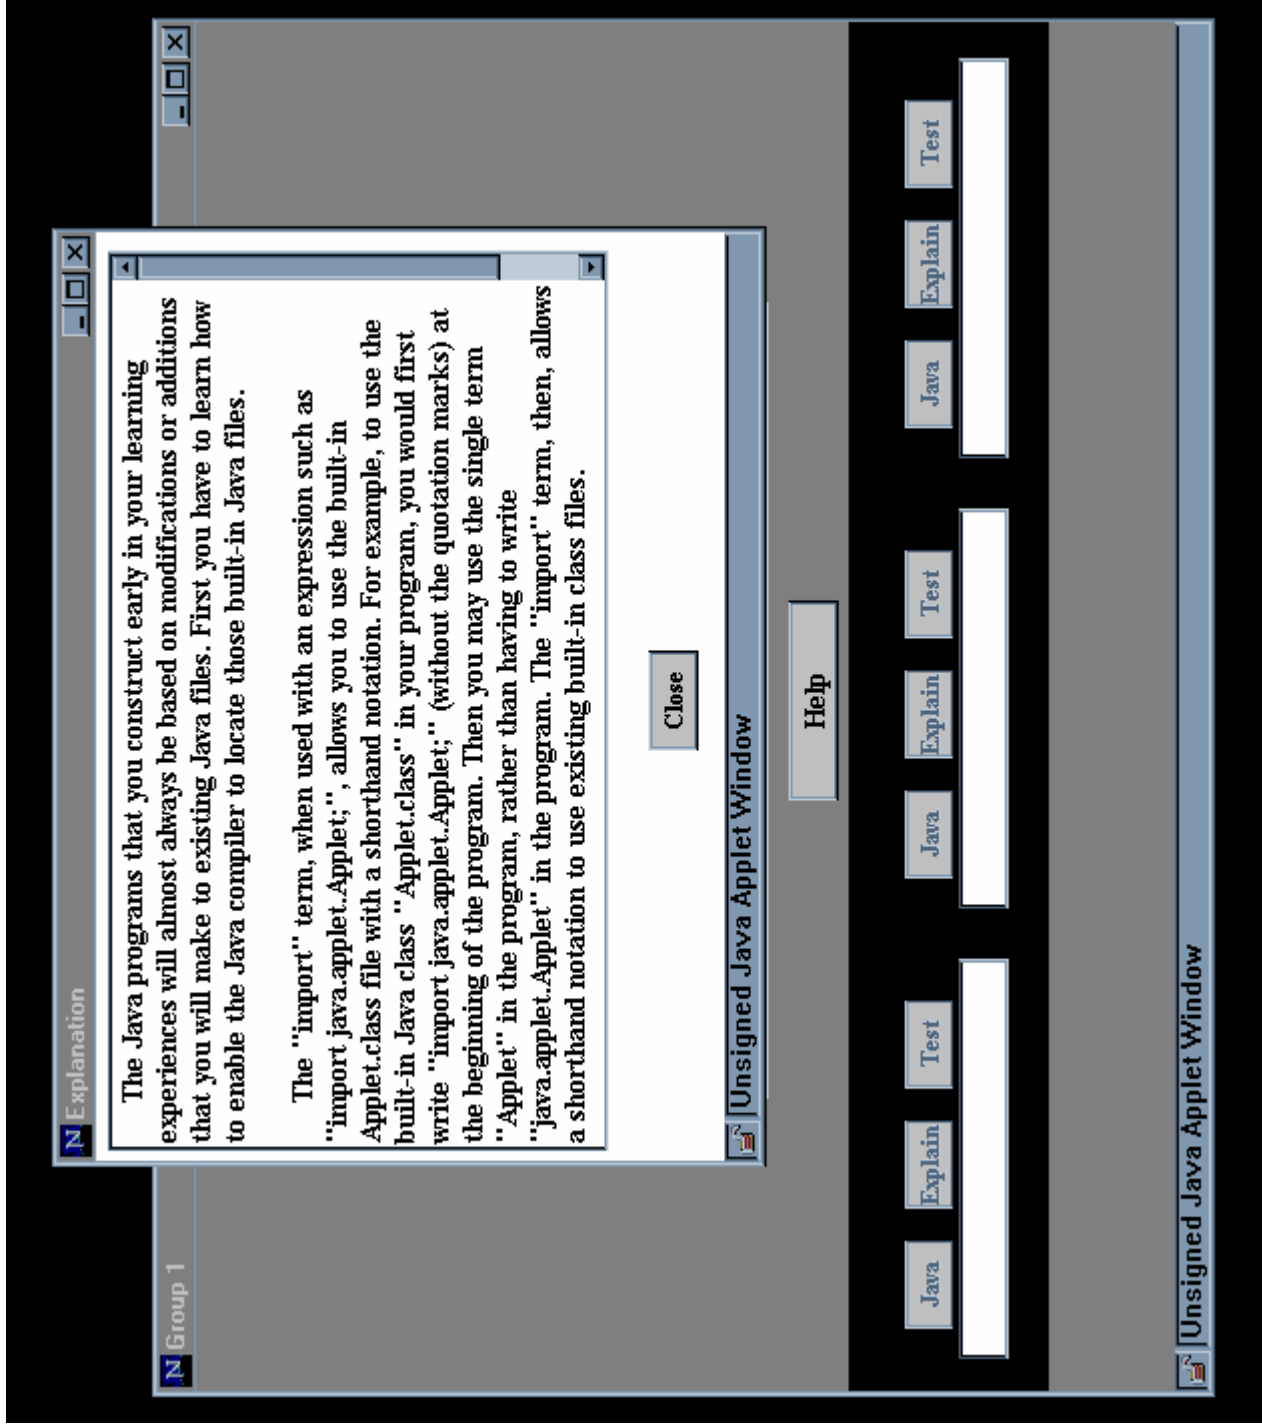 Explanation
The Java programs that you construct early in your learning
experiences will almost always be based on modifications or additions
that you will make to existing Java files. First you have to learn how
to enable the Java compiler to locate those built-in Java files.
The "import" term, when used with an expression such as
"import java.applet.Applet;", allows you to use the built-in
Applet.class file with a shorthand notation. For example, to use the
built-in Java class "Applet.class" in your program, you would first
write "import java.applet.Applet;" (without the quotation marks) at
the beginning of the program. Then you may use the single term
"Applet" in the program, rather than having to write
"java.applet.Applet" in the program. The "import" term, then, allows
a shorthand notation to use existing built-in class files.
Close
Unsigned Java Applet Window
Group 1
Help
Java Explain Test Java Explain Test Java Explain Test
Unsigned Java Applet Window